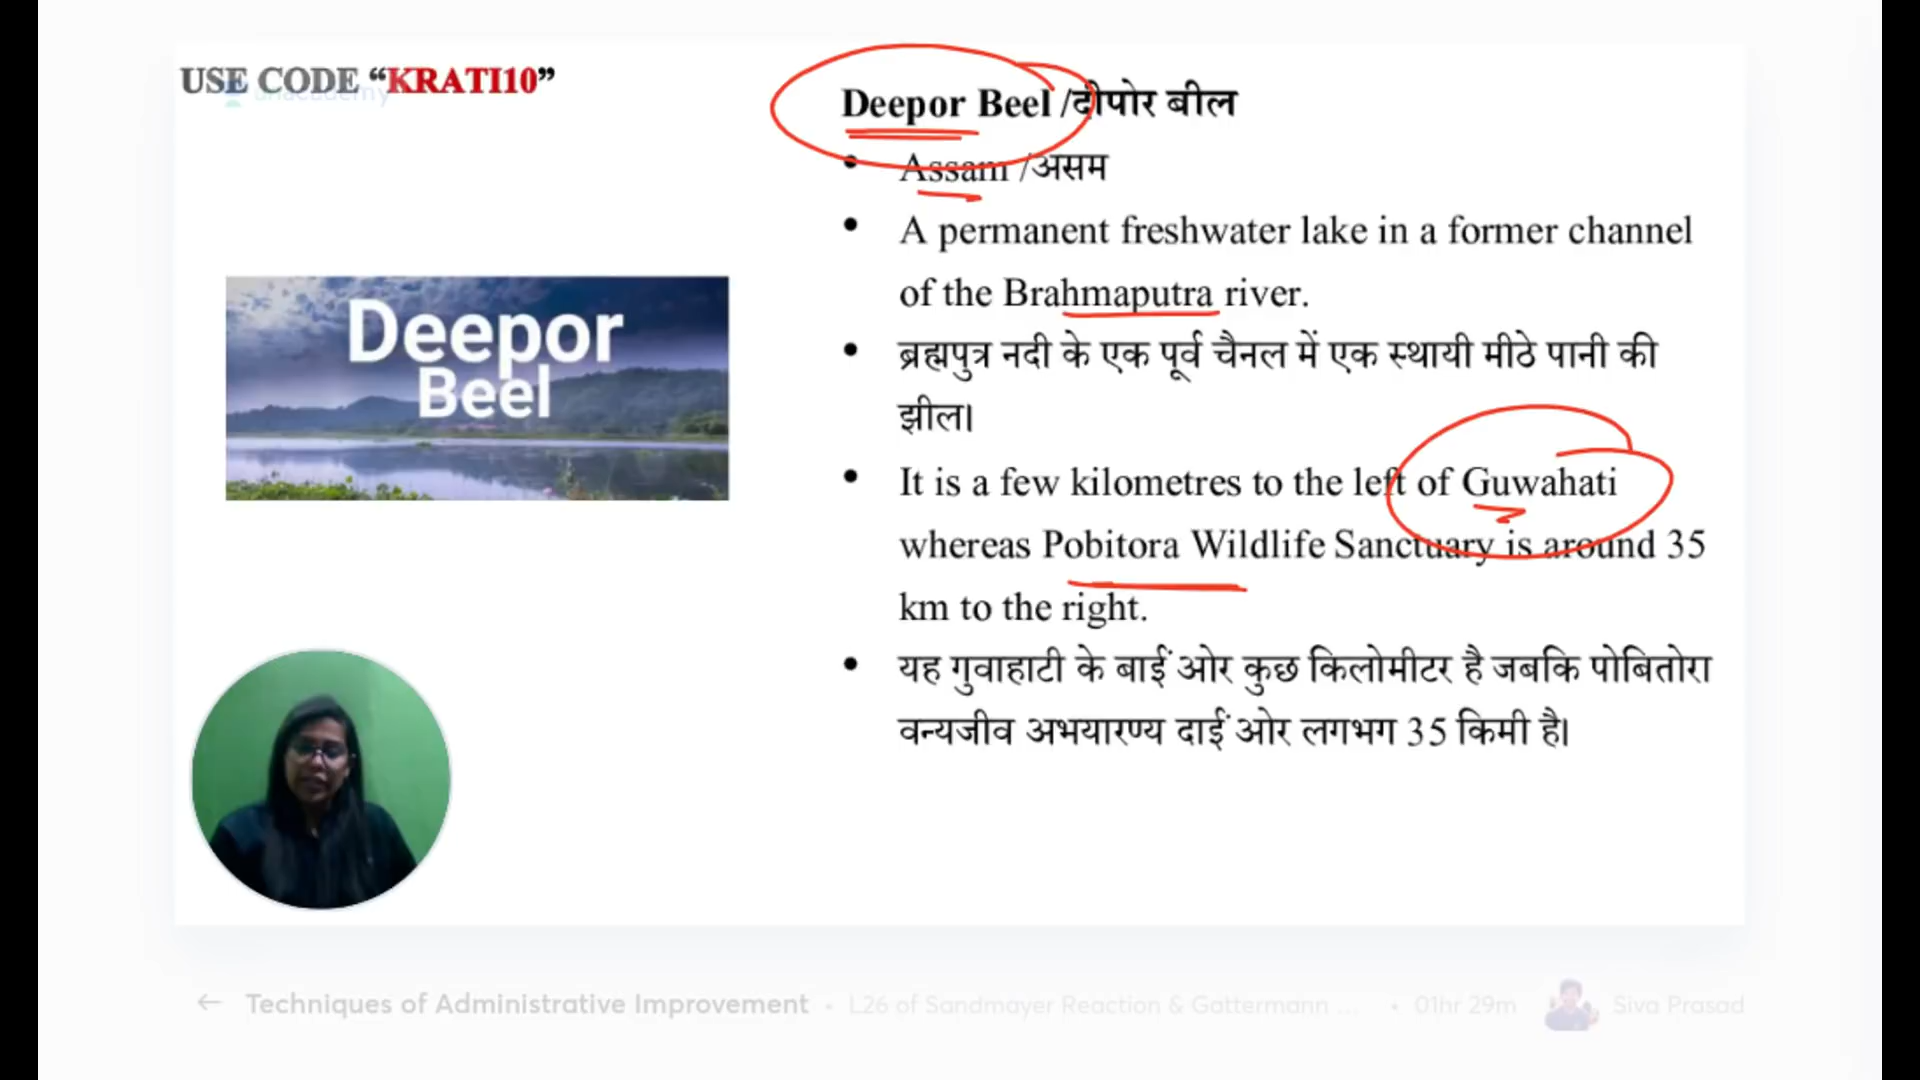 USE CODE “KRATI10”
unacademy
Deepor Beel /दीपोर बील
• Assam /असम
• A permanent freshwater lake in a former channel
of the Brahmaputra river.
• ब्रह्मपुत्र नदी के एक पूर्व चैनल में एक स्थायी मीठे पानी की
झील।
• It is a few kilometres to the left of Guwahati
whereas Pobitora Wildlife Sanctuary is around 35
km to the right.
• यह गुवाहाटी के बाईं ओर कुछ किलोमीटर है जबकि पोबितोरा
वन्यजीव अभयारण्य दाईं ओर लगभग 35 किमी है।
Deepor
Beel
← Techniques of Administrative Improvement • L26 of Sandmayer Reaction & Gattermann ... • 01hr 29m Siva Prasad